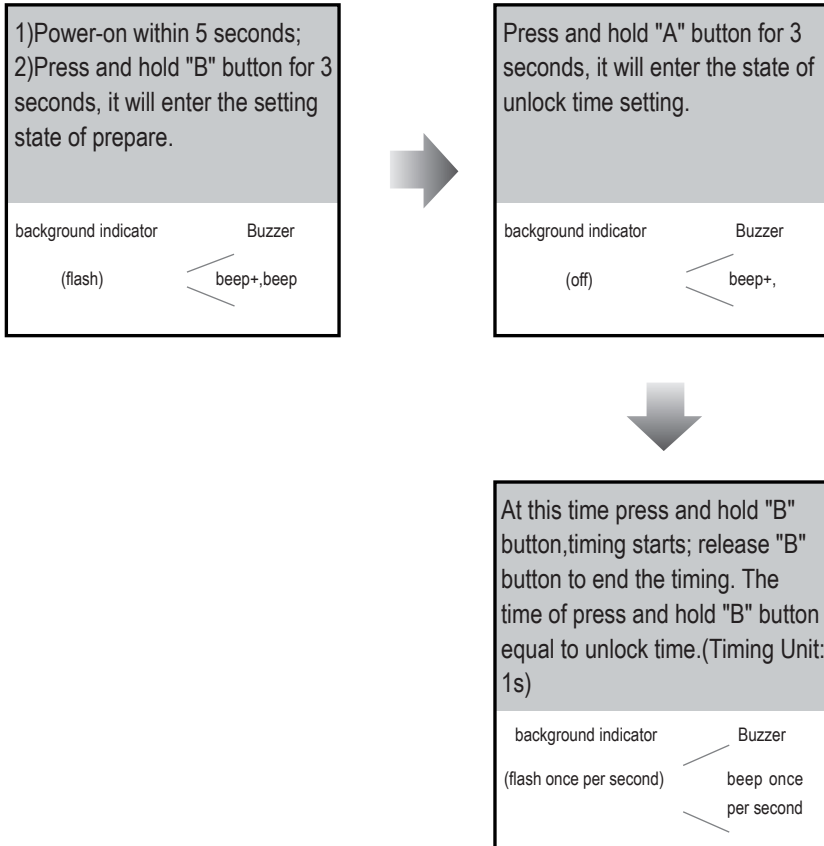 1)Power-on within 5 seconds;
2)Press and hold "B" button for 3
seconds, it will enter the setting
state of prepare.
background indicator Buzzer
(flash) beep+,beep
Press and hold "A" button for 3
seconds, it will enter the state of
unlock time setting.
background indicator Buzzer
(off) beep+,
At this time press and hold "B"
button,timing starts; release "B"
button to end the timing. The
time of press and hold "B" button
equal to unlock time.(Timing Unit:
1s)
background indicator Buzzer
(flash once per second) beep once
per second